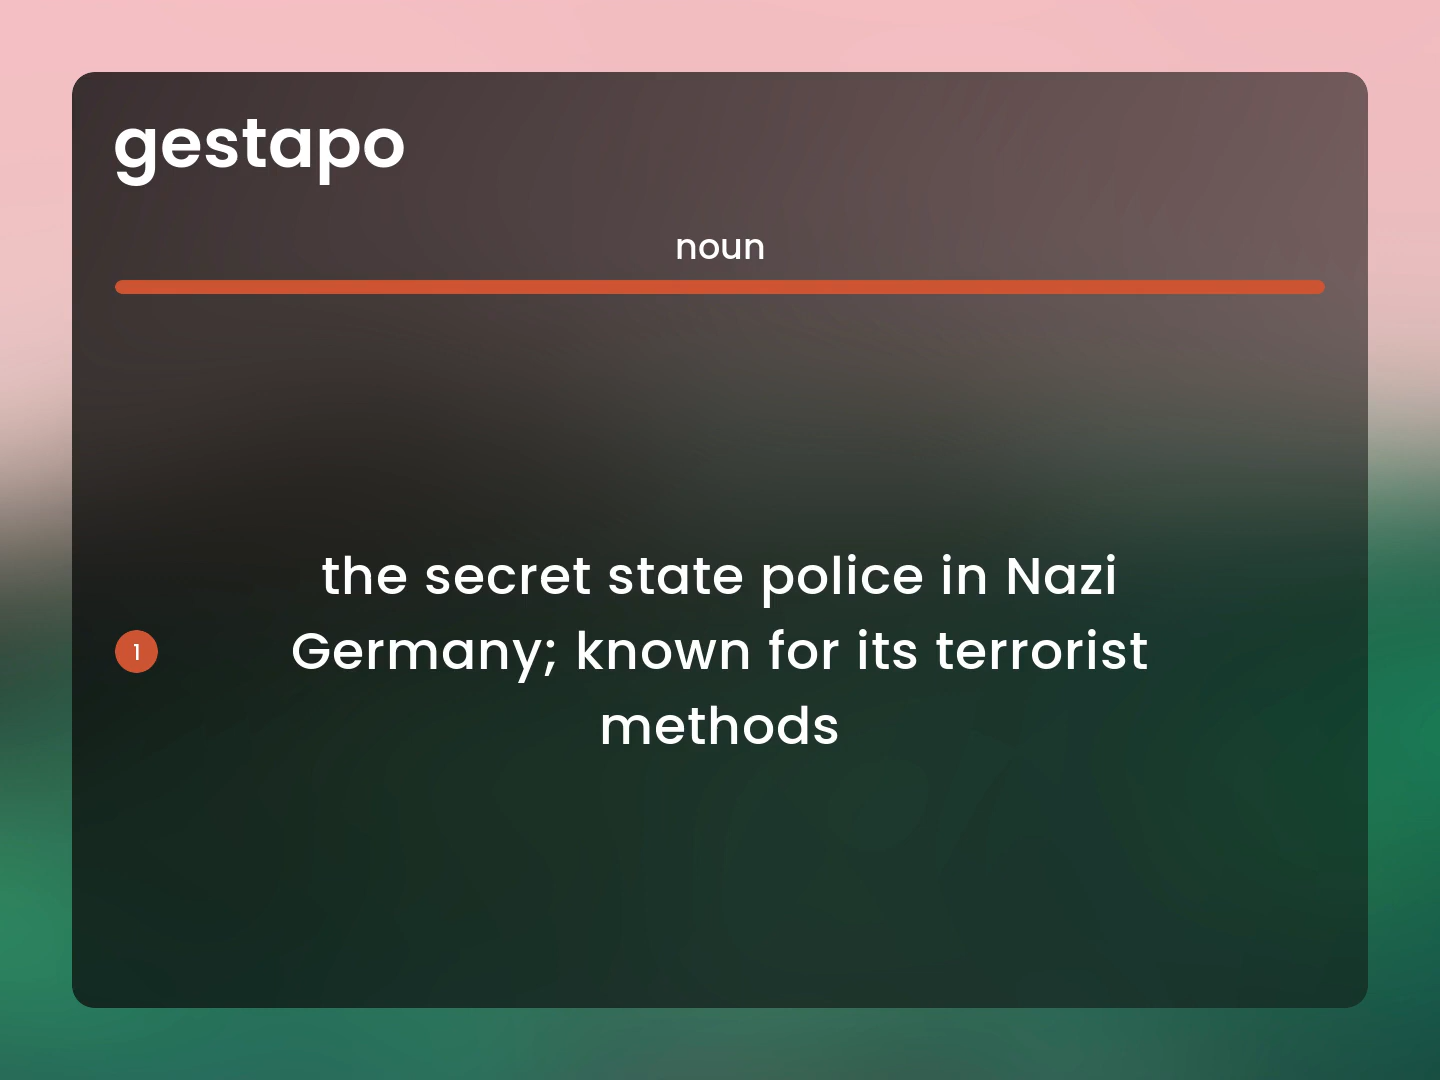 gestapo
noun
the secret state police in Nazi
1
Germany; known for its terrorist
methods